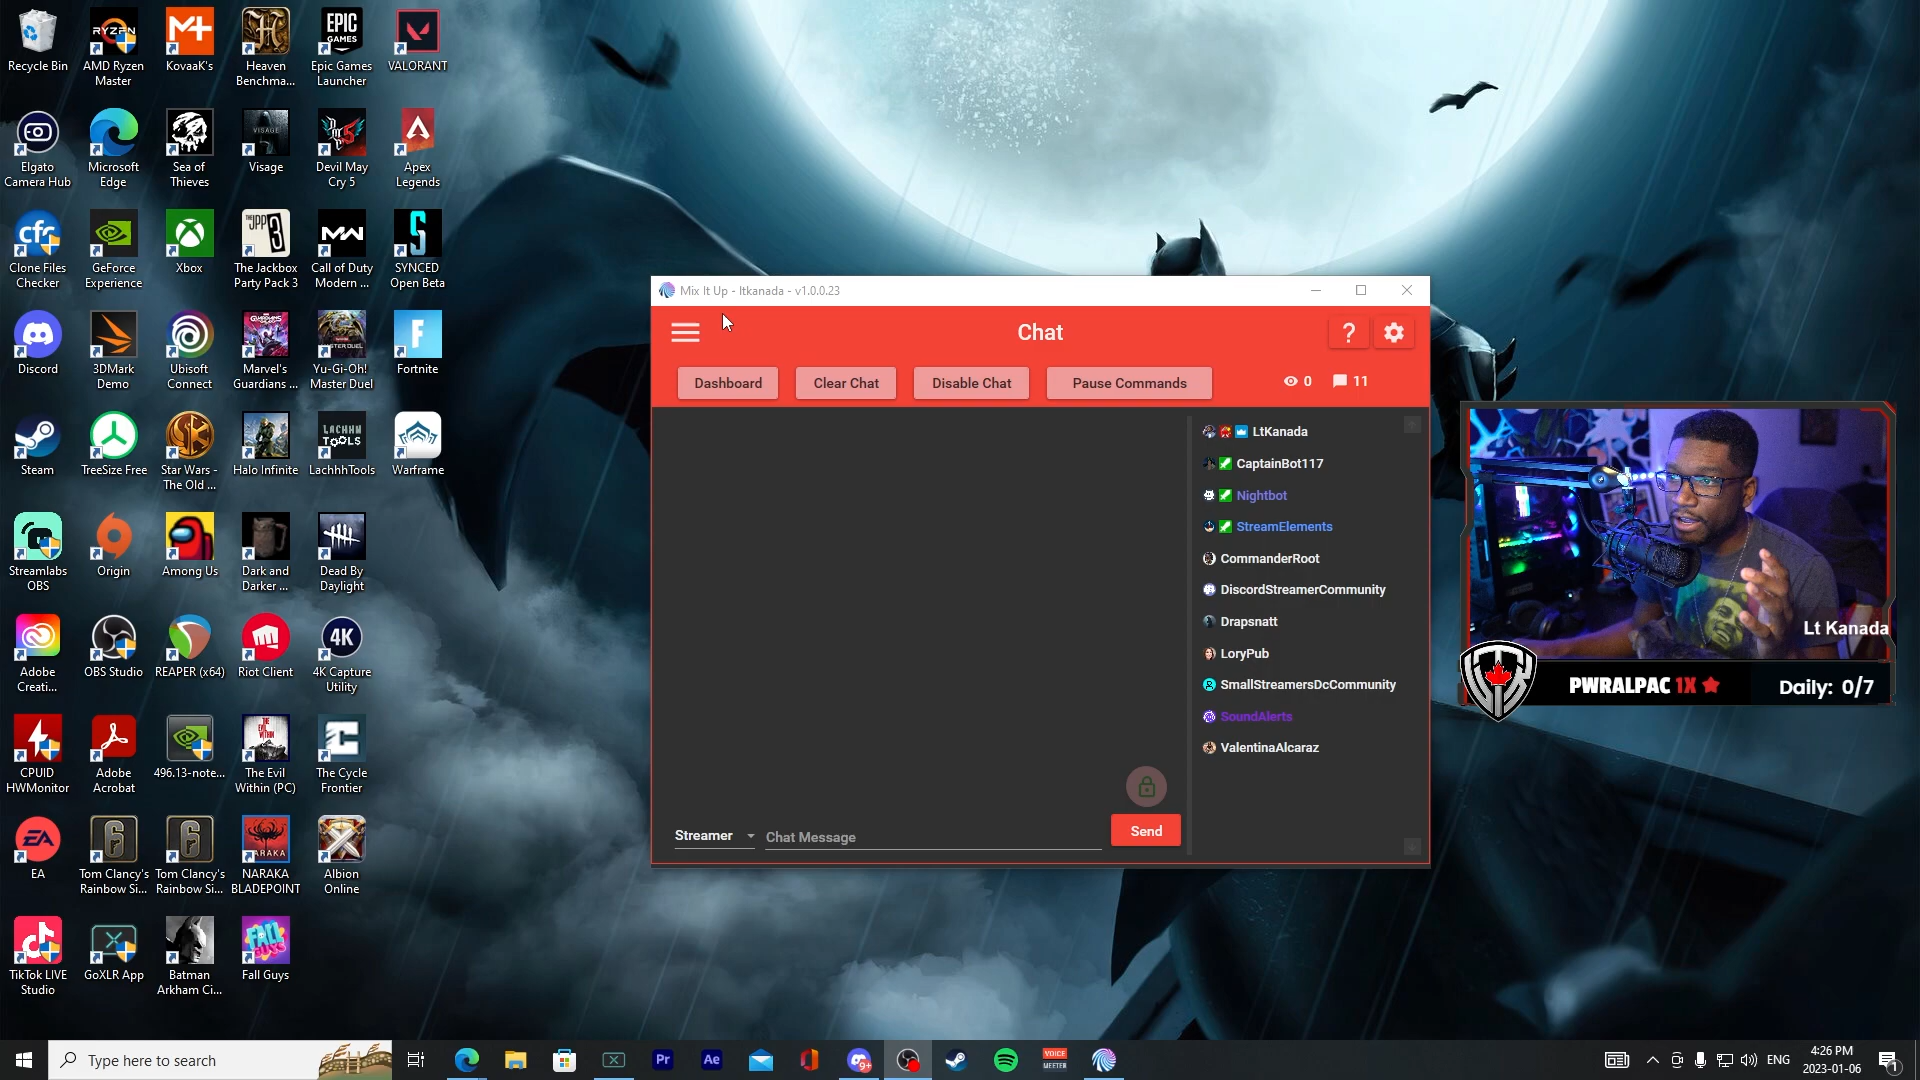 Recycle Bin
AMD Ryzen
Master
KovaaK's
Heaven
Benchma...
Epic Games
Launcher
VALORANT
Elgato
Camera Hub
Microsoft
Edge
Sea of
Thieves
Visage
Devil May
Cry 5
Apex
Legends
Clone Files
Checker
GeForce
Experience
Xbox
The Jackbox
Party Pack 3
Call of Duty
Modern ...
SYNCED
Open Beta
Discord
3DMark
Demo
Ubisoft
Connect
Marvel's
Guardians ...
Yu-Gi-Oh!
Master Duel
Fortnite
Steam
TreeSize Free
Star Wars -
The Old ...
Halo Infinite
LACHHH
TOOLS
LachhhTools
Warframe
Streamlabs
OBS
Origin
Among Us
Dark and
Darker ...
Dead By
Daylight
Adobe
Creati...
OBS Studio
REAPER (x64)
Riot Client
4K
4K Capture
Utility
CPUID
HWMonitor
Adobe
Acrobat
496.13-note...
The Evil
Within (PC)
The Cycle
Frontier
EA
Tom Clancy's
Rainbow Si...
Tom Clancy's
Rainbow Si...
NARAKA
BLADEPOINT
Albion
Online
TikTok LIVE
Studio
GoXLR App
Batman
Arkham Ci...
Fall Guys
Mix It Up - ltkanada - v1.0.0.23
Chat
Dashboard
Clear Chat
Disable Chat
Pause Commands
0
11
LtKanada
CaptainBot117
Nightbot
StreamElements
CommanderRoot
DiscordStreamerCommunity
Drapsnatt
LoryPub
SmallStreamersDcCommunity
SoundAlerts
ValentinaAlcaraz
Streamer
Chat Message
Send
Lt Kanada
PWRALPAC 1X
Daily: 0/7
Type here to search
Pr
Ae
9+
VOICE
MEETER
ENG
4:26 PM
2023-01-06
1